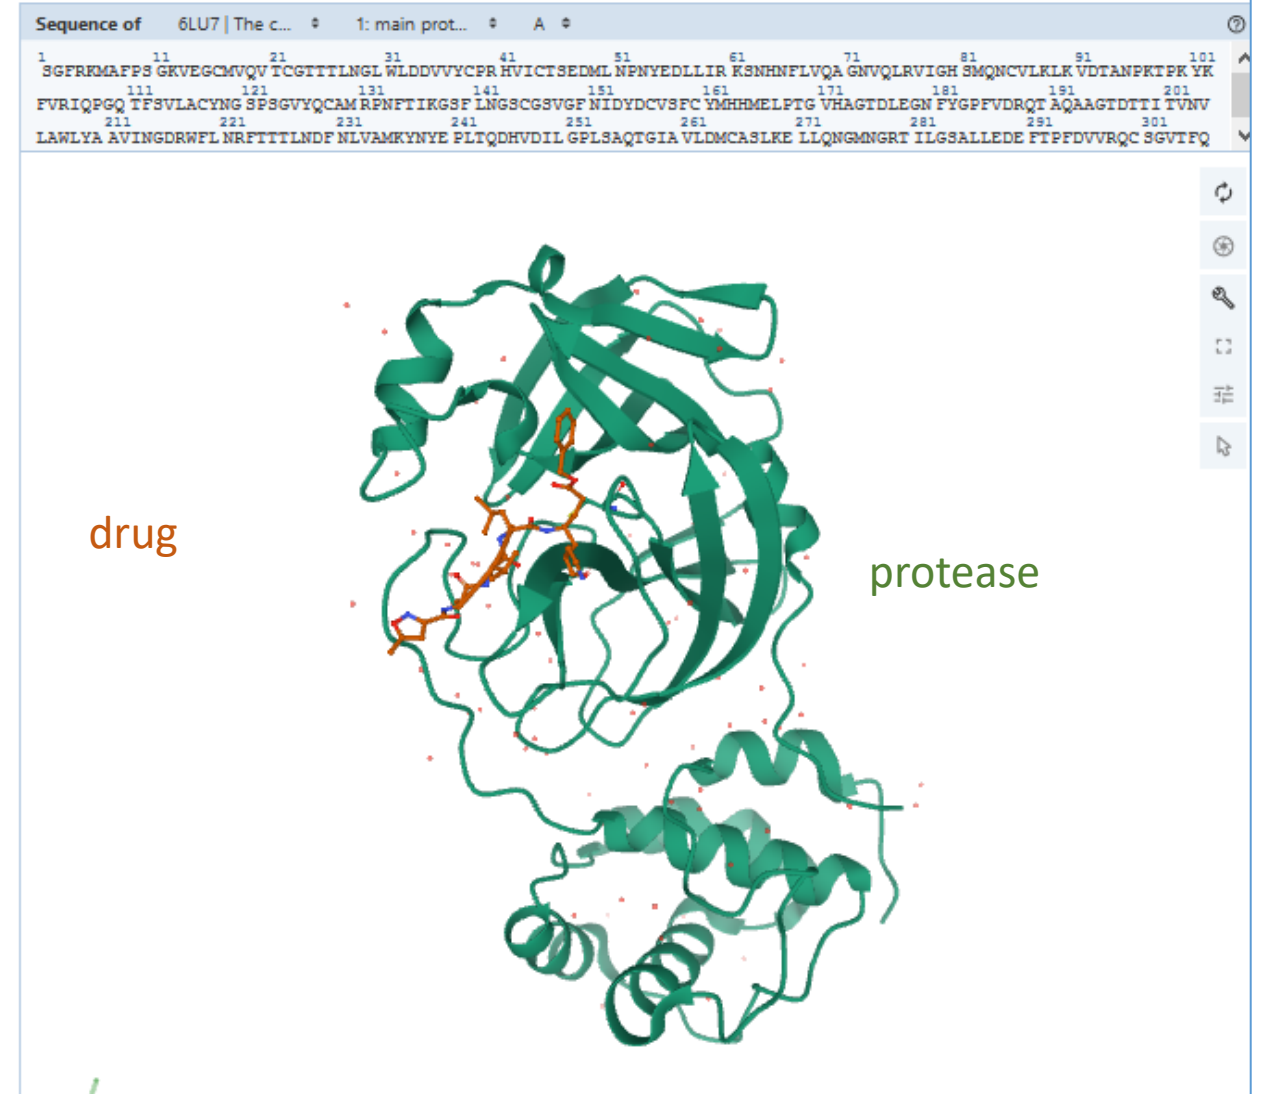 Sequence of 6LU7 | The c... 1: main prot... A
1 11 21 31 41 51 61 71 81 91 101
SGFRKMAFPS GKVEGCMVQV TCGTTTLNGL WLDDVVYCPR HVICTSEDML NPNYEDLLIR KSNHNFLVQA GNVQLRVIGH SMQNCVLKLK VDTANPKTPK YK
111 121 131 141 151 161 171 181 191 201
FVRIQPGQ TFSVLACYNG SPSGVYQCAM RPNFTIKGSF LNGSCGSVGF NIDYDCVSFC YMHHMELPTG VHAGTDLEGN FYGPFVDRQT AQAAGTDTTI TVNV
211 221 231 241 251 261 271 281 291 301
LAWLYA AVINGDRWFL NRFTTTLNDF NLVAMKYNYE PLTQDHVDIL GPLSAQTGIA VLDMCASLKE LLQNGMNGRT ILGSALLEDE FTPFDVVRQC SGVTFQ
drug
protease